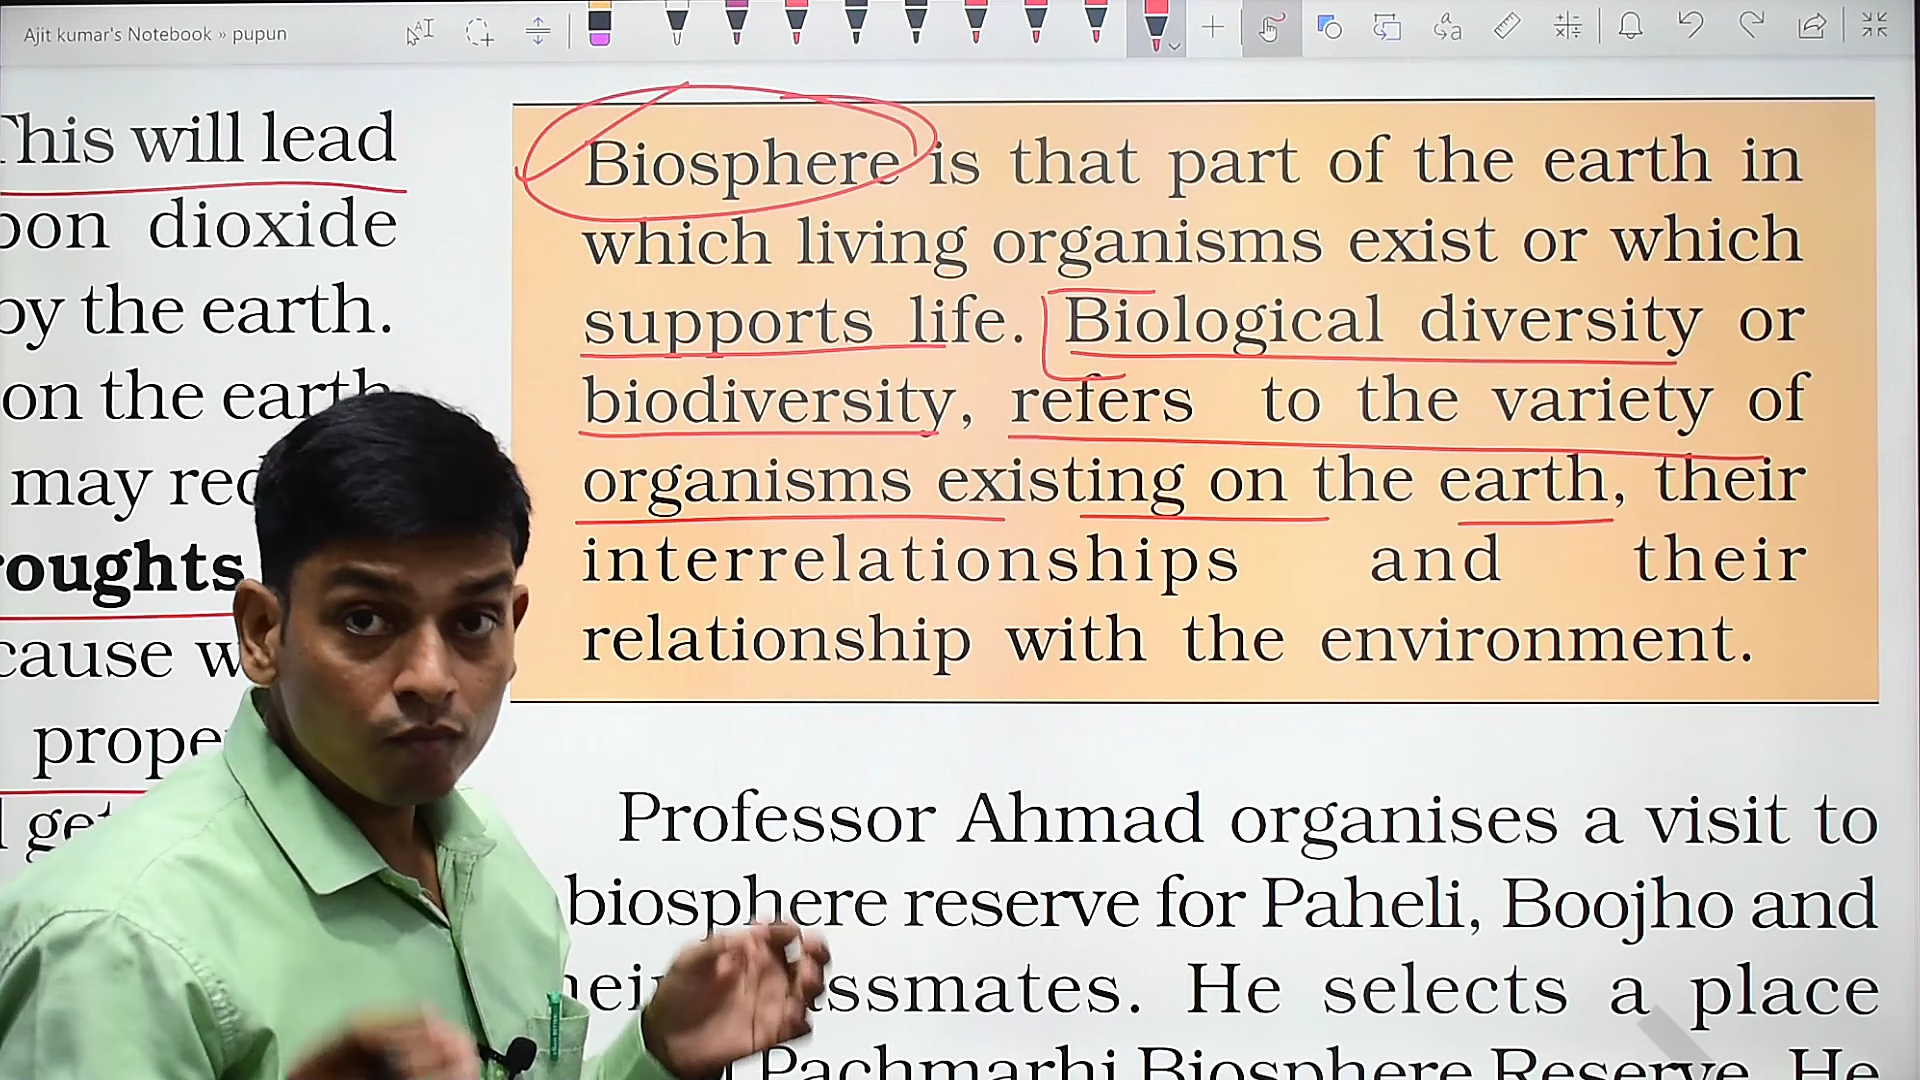 Ajit kumar's Notebook » pupun
This will lead
bon dioxide
by the earth.
on the earth
may red
roughts
cause w
prope
get
Biosphere is that part of the earth in
which living organisms exist or which
supports life. Biological diversity or
biodiversity, refers to the variety of
organisms existing on the earth, their
interrelationships and their
relationship with the environment.
Professor Ahmad organises a visit to
biosphere reserve for Paheli, Boojho and
assmates. He selects a place
Pachmarhi Biosphere Reserve. He